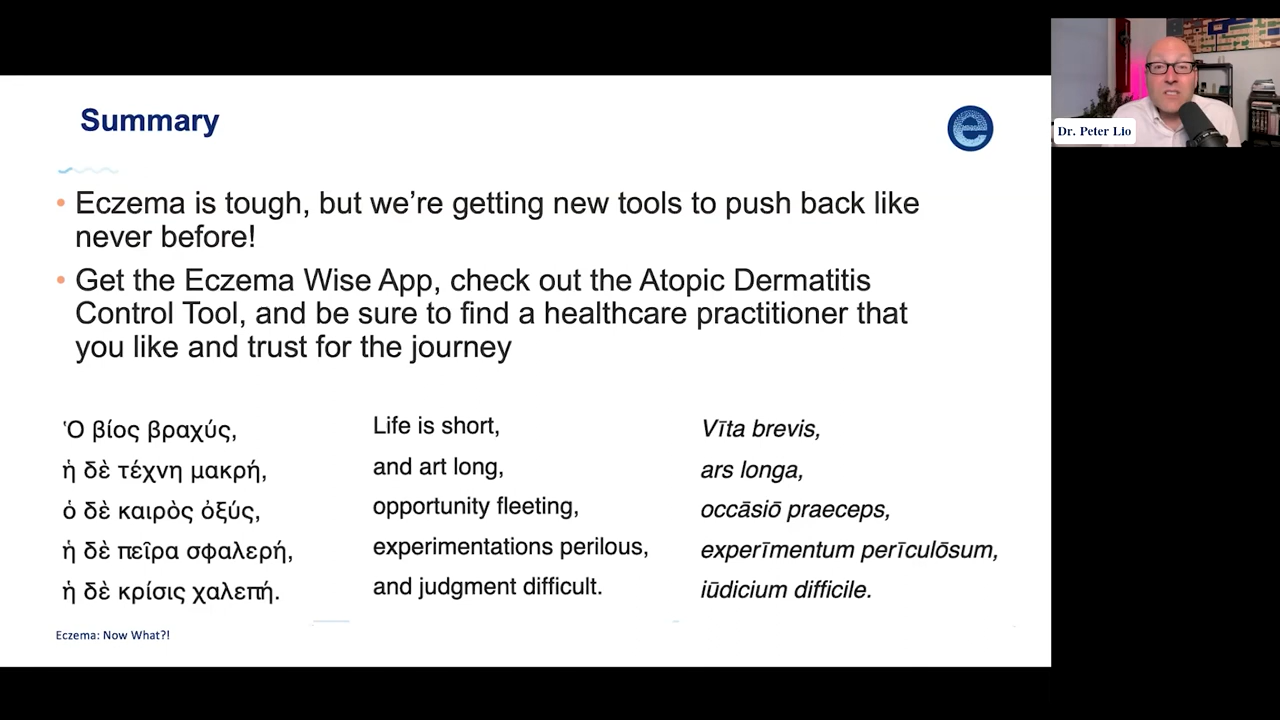 Summary
• Eczema is tough, but we’re getting new tools to push back like
never before!
• Get the Eczema Wise App, check out the Atopic Dermatitis
Control Tool, and be sure to find a healthcare practitioner that
you like and trust for the journey
Ὁ βίος βραχύς,
ἡ δὲ τέχνη μακρή,
ὁ δὲ καιρὸς ὀξύς,
ἡ δὲ πεῖρα σφαλερή,
ἡ δὲ κρίσις χαλεπή.
Life is short,
and art long,
opportunity fleeting,
experimentations perilous,
and judgment difficult.
Vīta brevis,
ars longa,
occāsiō praeceps,
experīmentum perīculōsum,
iūdicium difficile.
Eczema: Now What?!
e
Dr. Peter Lio